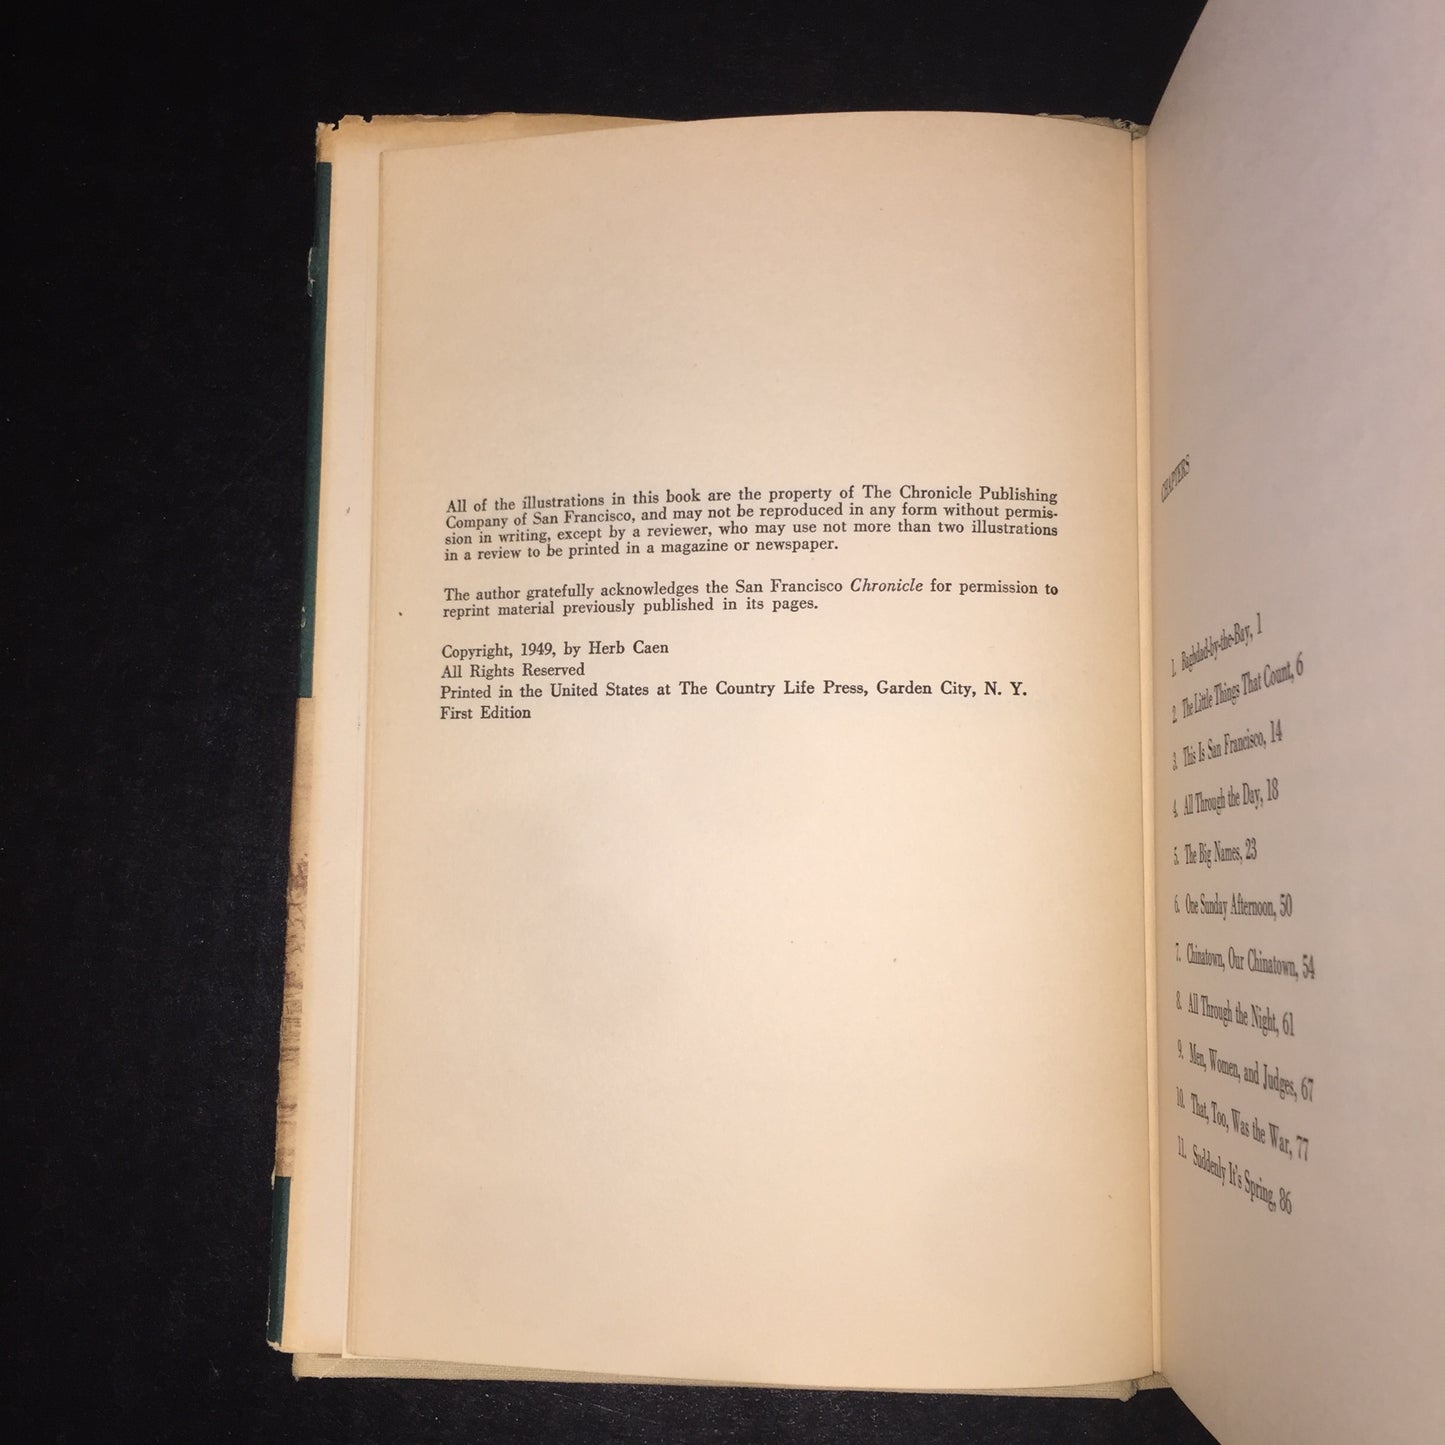 All of the illustrations in this book are the property of The Chronicle Publishing
Company of San Francisco, and may not be reproduced in any form without permis-
sion in writing, except by a reviewer, who may use not more than two illustrations
in a review to be printed in a magazine or newspaper.
The author gratefully acknowledges the San Francisco Chronicle for permission to
reprint material previously published in its pages.
Copyright, 1949, by Herb Caen
All Rights Reserved
Printed in the United States at The Country Life Press, Garden City, N. Y.
First Edition
CHAPTERS
1. Baghdad-by-the-Bay, 1
2. The Little Things That Count, 6
3. This Is San Francisco, 14
4. All Through the Day, 18
5. The Big Names, 23
6. One Sunday Afternoon, 50
7. Chinatown, Our Chinatown, 54
8. All Through the Night, 61
9. Men, Women, and Judges, 67
10. That, Too, Was the War, 77
11. Suddenly It's Spring, 86